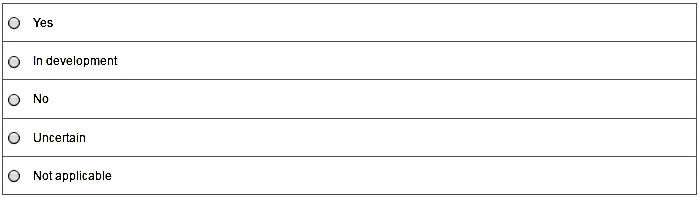 Yes
In development
No
Uncertain
Not applicable